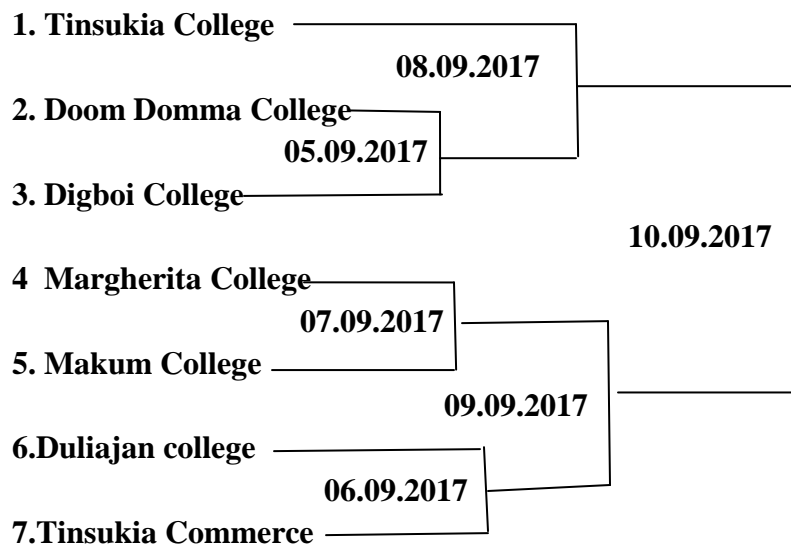 1. Tinsukia College
08.09.2017
2. Doom Domma College
05.09.2017
3. Digboi College
10.09.2017
4 Margherita College
07.09.2017
5. Makum College
09.09.2017
6.Duliajan college
06.09.2017
7.Tinsukia Commerce